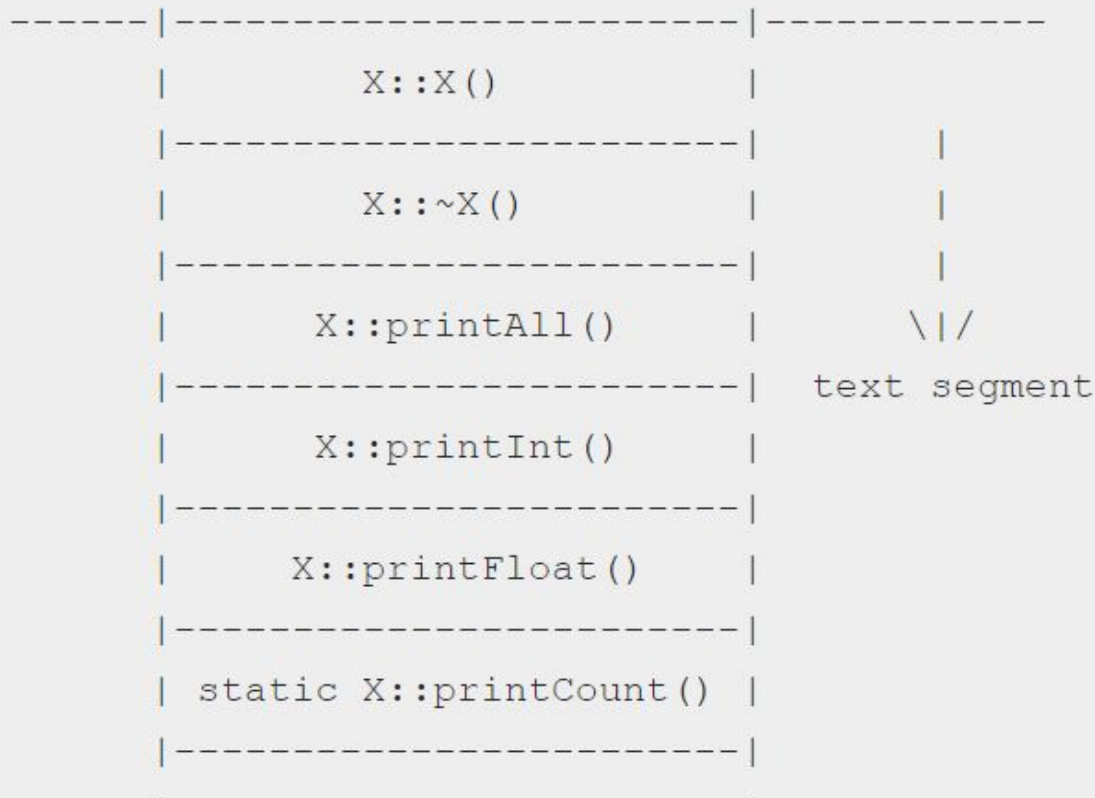 ------|------------------------|------------
|        X::X()          |
|------------------------|       |
|        X::~X()         |       |
|------------------------|       |
|      X::printAll()     |      \|/
|------------------------|  text segment
|      X::printInt()     |
|------------------------|
|     X::printFloat()    |
|------------------------|
| static X::printCount() |
|------------------------|